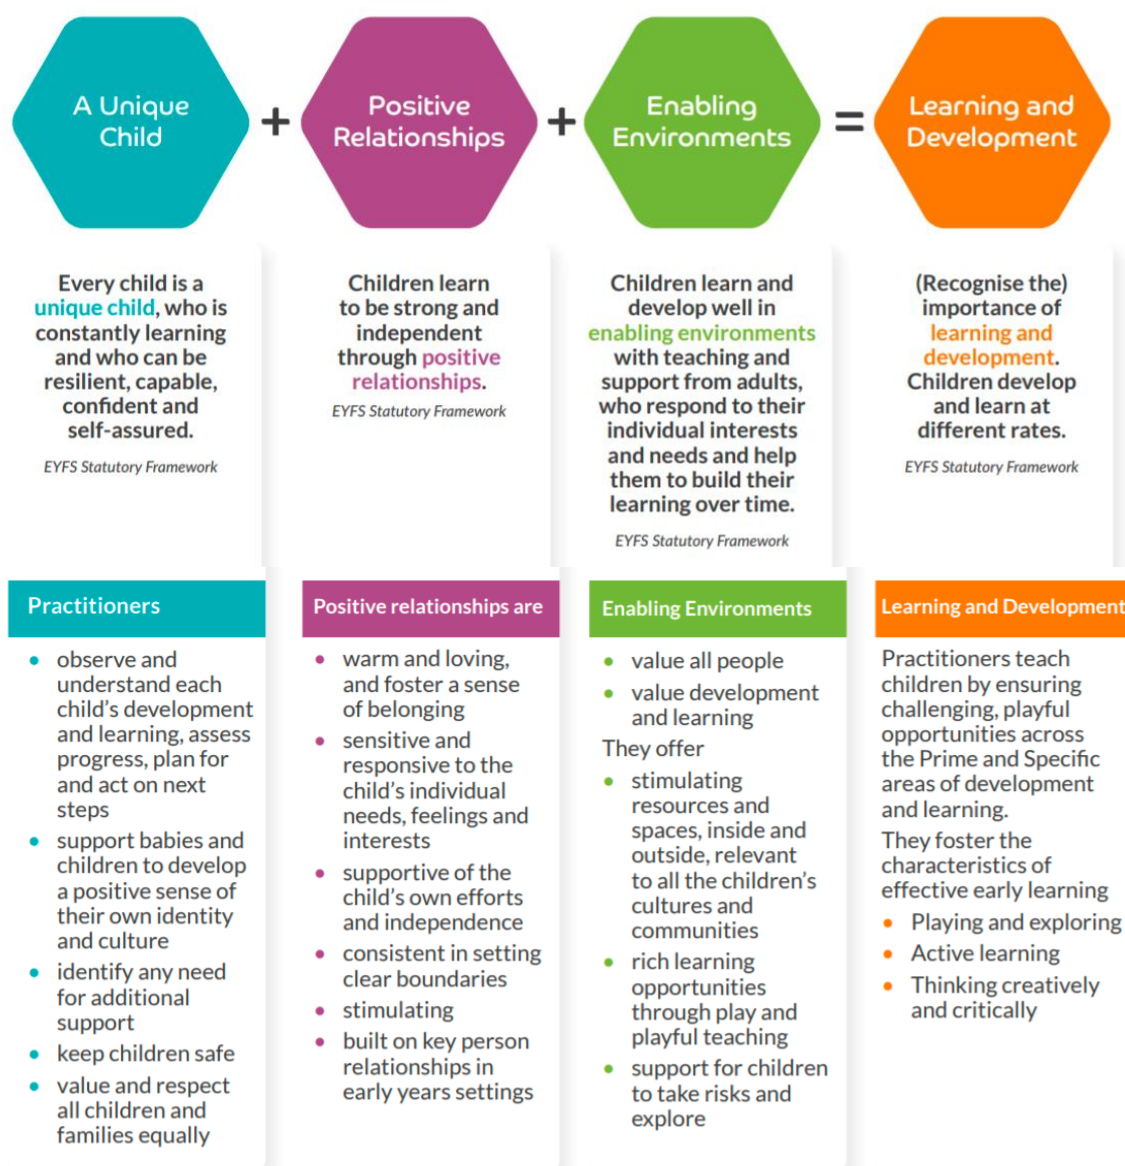 A Unique
Child
+
Positive
Relationships
+
Enabling
Environments
=
Learning and
Development
Every child is a
unique child, who is
constantly learning
and who can be
resilient, capable,
confident and
self-assured.
EYFS Statutory Framework
Children learn
to be strong and
independent
through positive
relationships.
EYFS Statutory Framework
Children learn and
develop well in
enabling environments
with teaching and
support from adults,
who respond to their
individual interests
and needs and help
them to build their
learning over time.
EYFS Statutory Framework
(Recognise the)
importance of
learning and
development.
Children develop
and learn at
different rates.
EYFS Statutory Framework
Practitioners
• observe and
understand each
child's development
and learning, assess
progress, plan for
and act on next
steps
• support babies and
children to develop
a positive sense of
their own identity
and culture
• identify any need
for additional
support
• keep children safe
• value and respect
all children and
families equally
Positive relationships are
• warm and loving,
and foster a sense
of belonging
• sensitive and
responsive to the
child's individual
needs, feelings and
interests
• supportive of the
child's own efforts
and independence
• consistent in setting
clear boundaries
• stimulating
• built on key person
relationships in
early years settings
Enabling Environments
• value all people
• value development
and learning
They offer
• stimulating
resources and
spaces, inside and
outside, relevant
to all the children's
cultures and
communities
• rich learning
opportunities
through play and
playful teaching
• support for children
to take risks and
explore
Learning and Development
Practitioners teach
children by ensuring
challenging, playful
opportunities across
the Prime and Specific
areas of development
and learning.
They foster the
characteristics of
effective early learning
• Playing and exploring
• Active learning
• Thinking creatively
and critically